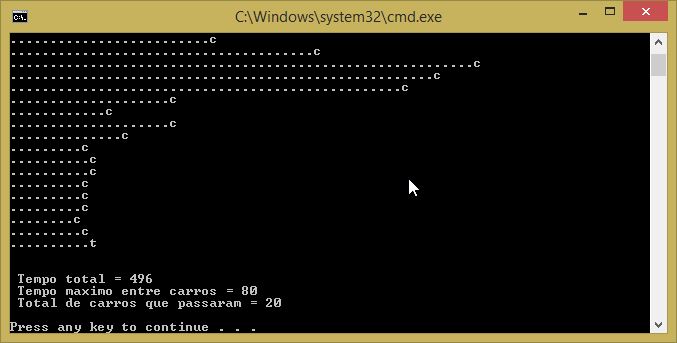 C:\Windows\system32\cmd.exe
.........................c
......................................c
..........................................................c
.....................................................c
.................................................c
....................c
............c
....................c
..............c
.........c
..........c
..........c
.........c
.........c
.........c
........c
.........c
..........t
Tempo total = 496
Tempo maximo entre carros = 80
Total de carros que passaram = 20
Press any key to continue . . .